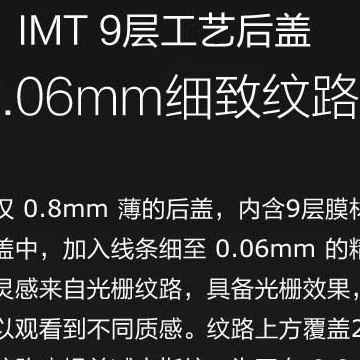 IMT 9层工艺后盖
.06mm细致纹路
仅 0.8mm 薄的后盖，内含9层膜材
盖中，加入线条细至 0.06mm 的精
灵感来自光栅纹路，具备光栅效果，
以观看到不同质感。纹路上方覆盖2